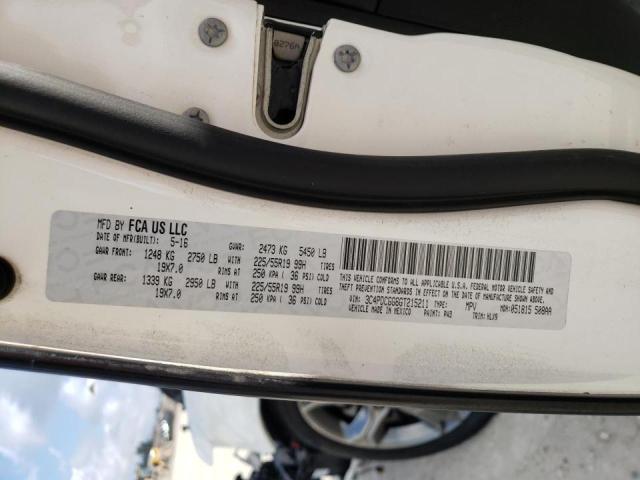 8276A
MFD BY FCA US LLC
DATE OF MFR(BUILT): 5-16 GVWR: 2473 KG 5450 LB
GAWR FRONT: 1248 KG 2750 LB WITH 225/55R19 99H TIRES
19X7.0 RIMS AT 250 KPA ( 36 PSI) COLD
GAWR REAR: 1339 KG 2950 LB WITH 225/55R19 99H TIRES
19X7.0 RIMS AT 250 KPA ( 36 PSI) COLD
THIS VEHICLE CONFORMS TO ALL APPLICABLE U.S.A. FEDERAL MOTOR VEHICLE SAFETY, BUMPER, AND
THEFT PREVENTION STANDARDS IN EFFECT ON THE DATE OF MANUFACTURE SHOWN ABOVE.
VIN: 3C4PDCGG6GT215211 TYPE: MPV MDH: 051815 508AA
VEHICLE MADE IN MEXICO PAINT: PW3 TRIM: HLX9